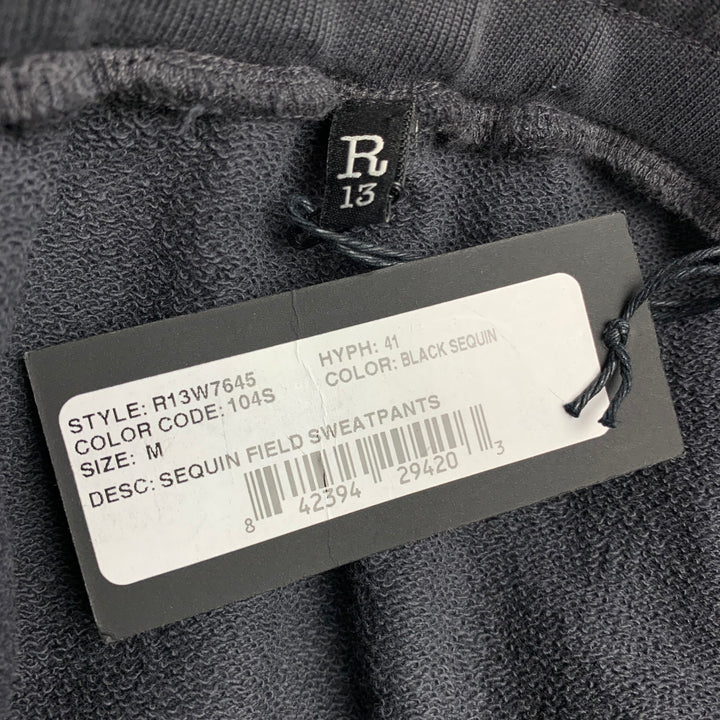 R
13
STYLE: R13W7645 HYPH: 41
COLOR CODE: 104S COLOR: BLACK SEQUIN
SIZE: M
DESC: SEQUIN FIELD SWEATPANTS
8 42394 29420 3